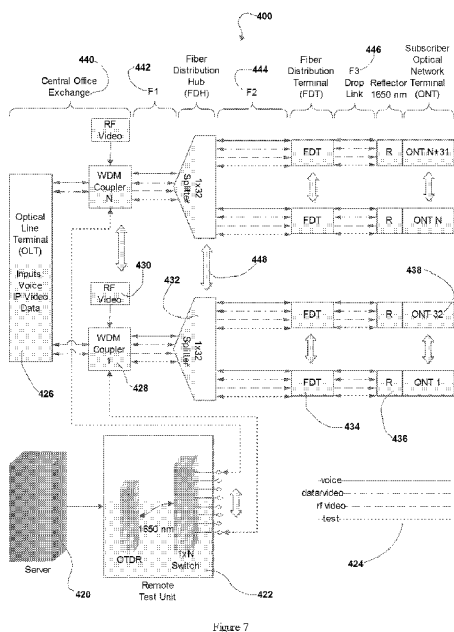 400
440
Central Office
Exchange
442
F1
Fiber
Distribution
Hub
(FDH)
444
F2
Fiber
Distribution
Terminal
(FDT)
446
F3
Drop
Link
Reflector
1650 nm
Subscriber
Optical
Network
Terminal
(ONT)
RF
Video
WDM
Coupler
N
1x32
Splitter
FDT
R
ONT N+31
Optical
Line
Terminal
(OLT)
Inputs
Voice
IP Video
Data
FDT
R
ONT N
430
448
432
438
RF
Video
WDM
Coupler
1
1x32
Splitter
FDT
R
ONT 32
426
428
FDT
R
ONT 1
434
436
1650 nm
OTDR
1xN
Switch
voice
data/video
rf video
test
424
Server
420
Remote
Test Unit
422
Figure 7